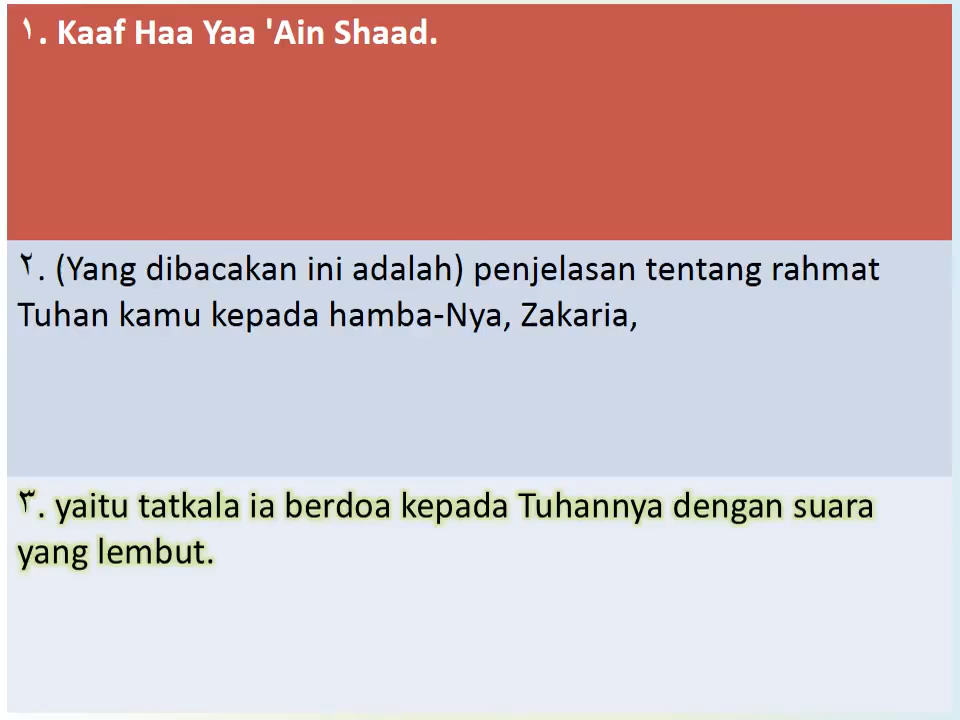 ١. Kaaf Haa Yaa 'Ain Shaad.
٢. (Yang dibacakan ini adalah) penjelasan tentang rahmat
Tuhan kamu kepada hamba-Nya, Zakaria,
٣. yaitu tatkala ia berdoa kepada Tuhannya dengan suara
yang lembut.